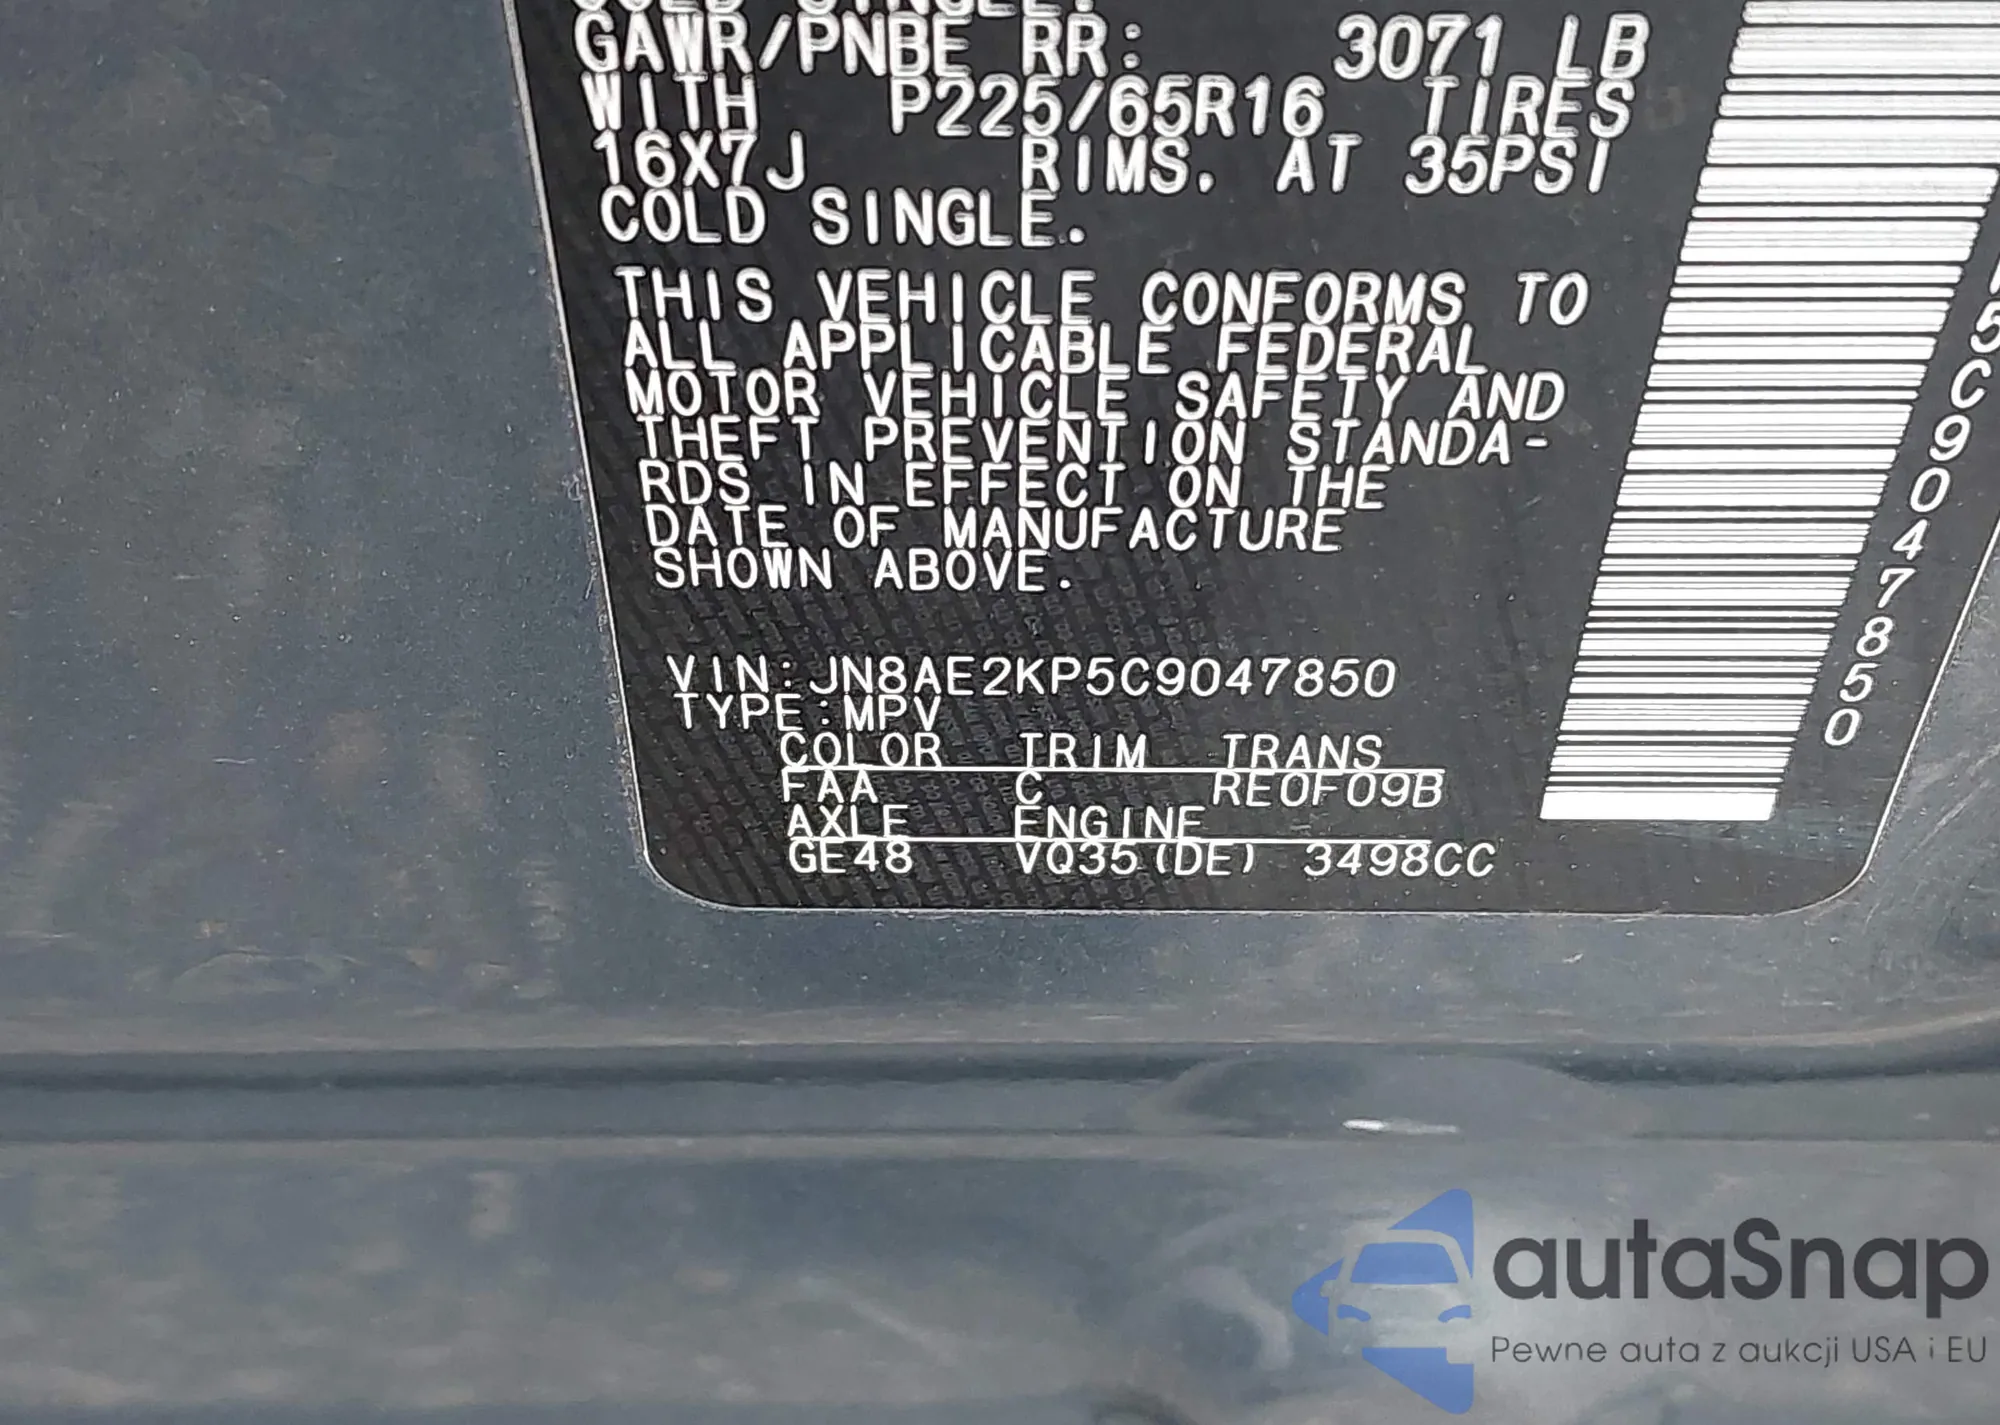 COLD SINGLE.
GAWR/PNBE RR: 3071 LB
WITH P225/65R16 TIRES
16X7J RIMS. AT 35PSI
COLD SINGLE.
THIS VEHICLE CONFORMS TO
ALL APPLICABLE FEDERAL
MOTOR VEHICLE SAFETY AND
THEFT PREVENTION STANDA-
RDS IN EFFECT ON THE
DATE OF MANUFACTURE
SHOWN ABOVE.
VIN:JN8AE2KP5C9047850
TYPE:MPV
COLOR TRIM TRANS
FAA C RE0F09B
AXLE ENGINE
GE48 VQ35(DE) 3498CC
5C9047850
autaSnap
Pewne auta z aukcji USA i EU